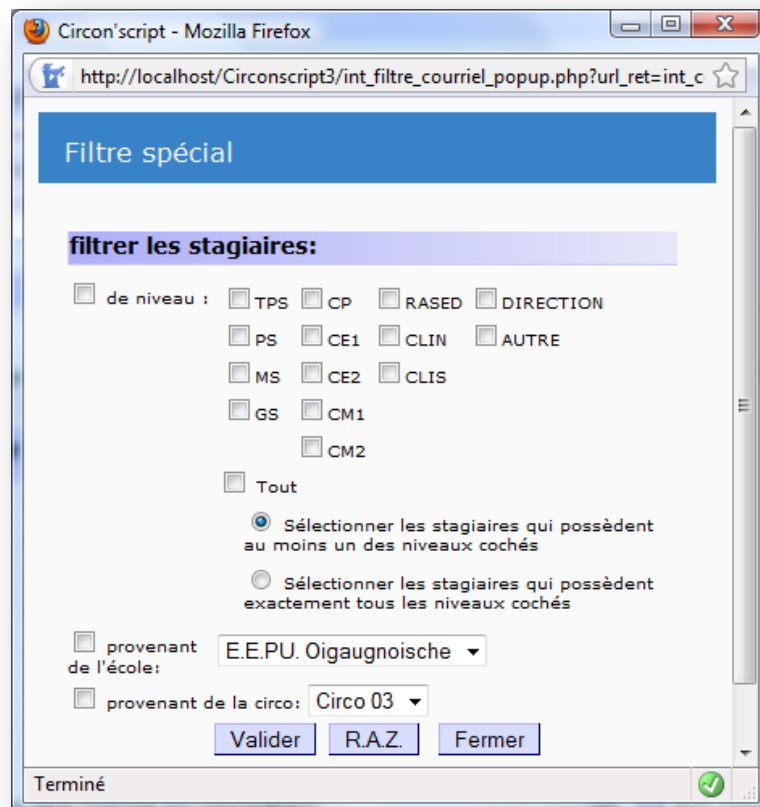 Circon'script - Mozilla Firefox
http://localhost/Circonscript3/int_filtre_courriel_popup.php?url_ret=int_c
Filtre spécial
filtrer les stagiaires:
de niveau : TPS CP RASED DIRECTION
PS CE1 CLIN AUTRE
MS CE2 CLIS
GS CM1
CM2
Tout
Sélectionner les stagiaires qui possèdent
au moins un des niveaux cochés
Sélectionner les stagiaires qui possèdent
exactement tous les niveaux cochés
provenant
de l'école: E.E.PU. Oigaugnoische
provenant de la circo: Circo 03
Valider R.A.Z. Fermer
Terminé